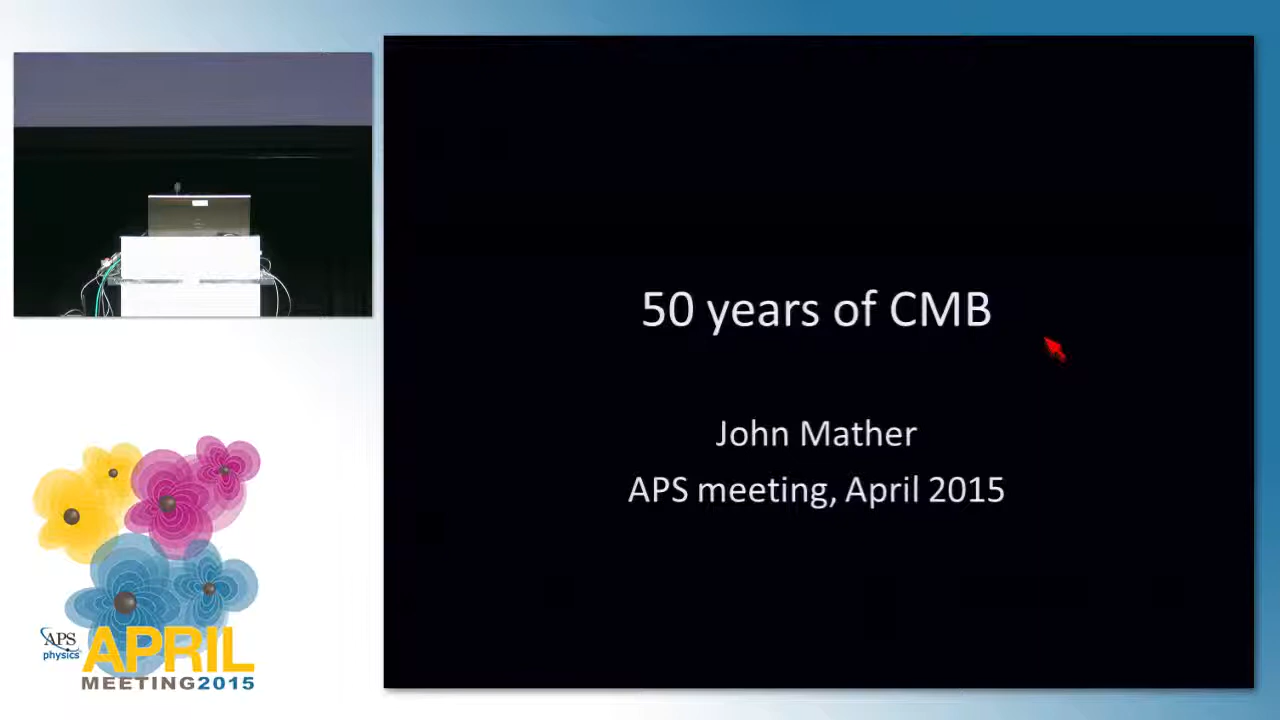 50 years of CMB
John Mather
APS meeting, April 2015
APS
physics
APRIL
MEETING2015